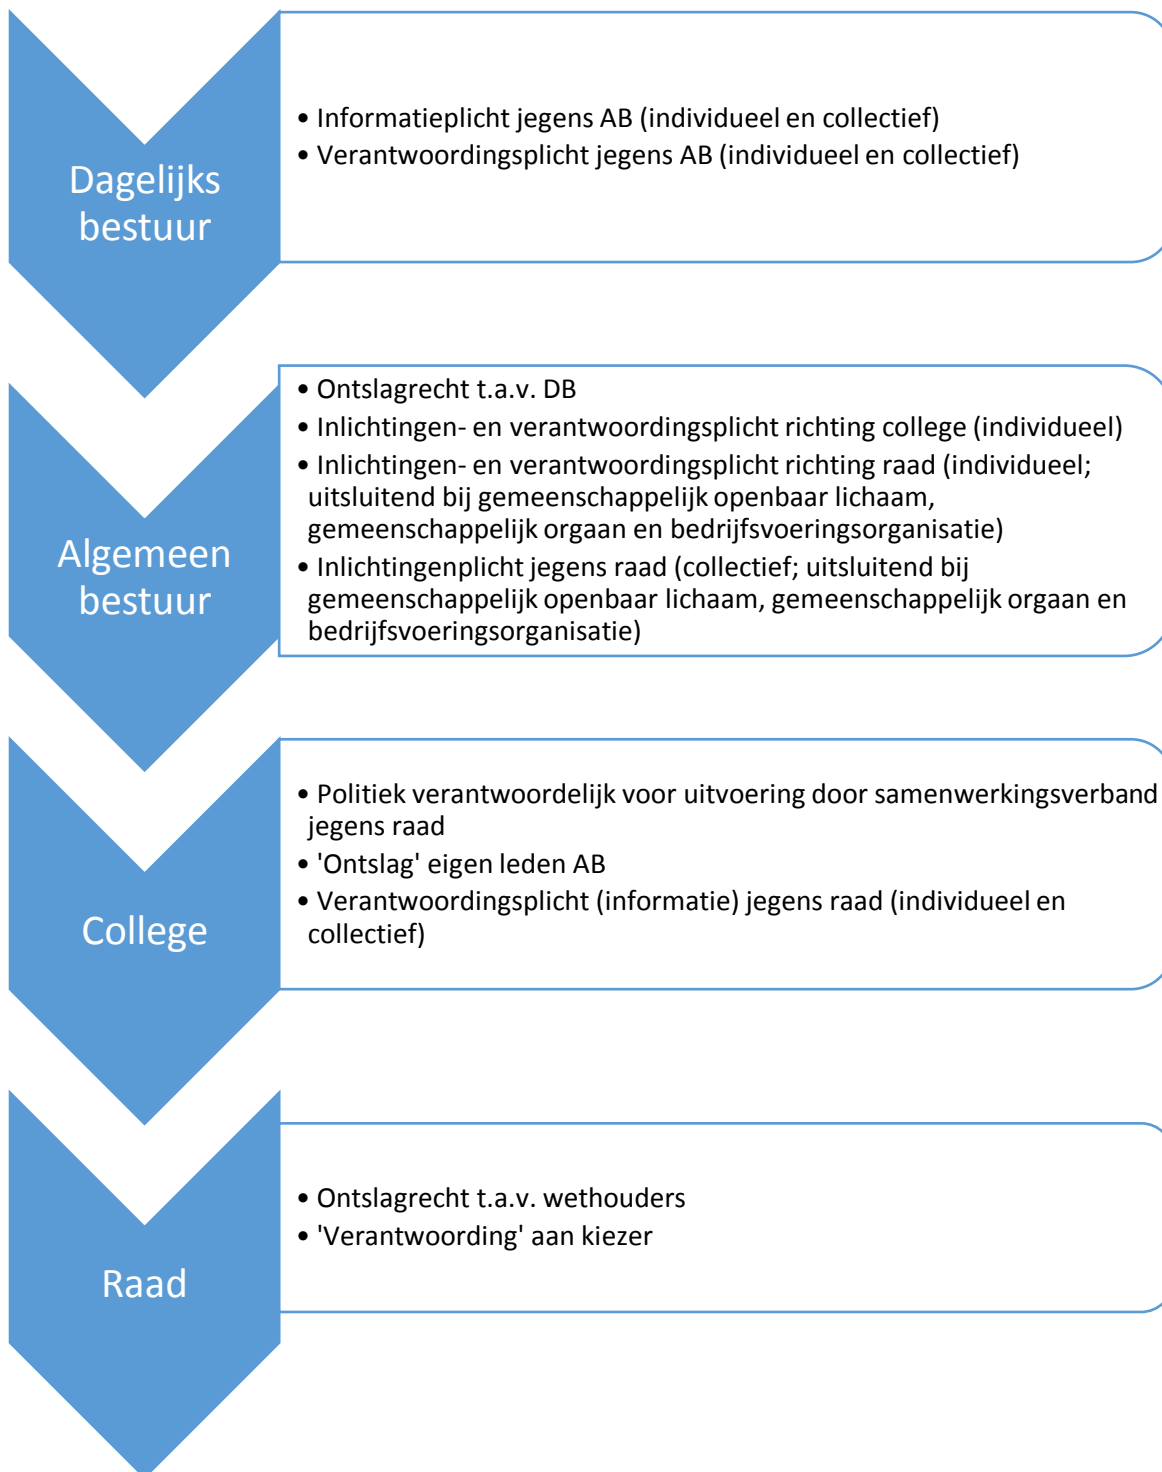 Dagelijks
bestuur
• Informatieplicht jegens AB (individueel en collectief)
• Verantwoordingsplicht jegens AB (individueel en collectief)
Algemeen
bestuur
• Ontslagrecht t.a.v. DB
• Inlichtingen- en verantwoordingsplicht richting college (individueel)
• Inlichtingen- en verantwoordingsplicht richting raad (individueel;
uitsluitend bij gemeenschappelijk openbaar lichaam,
gemeenschappelijk orgaan en bedrijfsvoeringsorganisatie)
• Inlichtingenplicht jegens raad (collectief; uitsluitend bij
gemeenschappelijk openbaar lichaam, gemeenschappelijk orgaan en
bedrijfsvoeringsorganisatie)
College
• Politiek verantwoordelijk voor uitvoering door samenwerkingsverband
jegens raad
• 'Ontslag' eigen leden AB
• Verantwoordingsplicht (informatie) jegens raad (individueel en
collectief)
Raad
• Ontslagrecht t.a.v. wethouders
• 'Verantwoording' aan kiezer